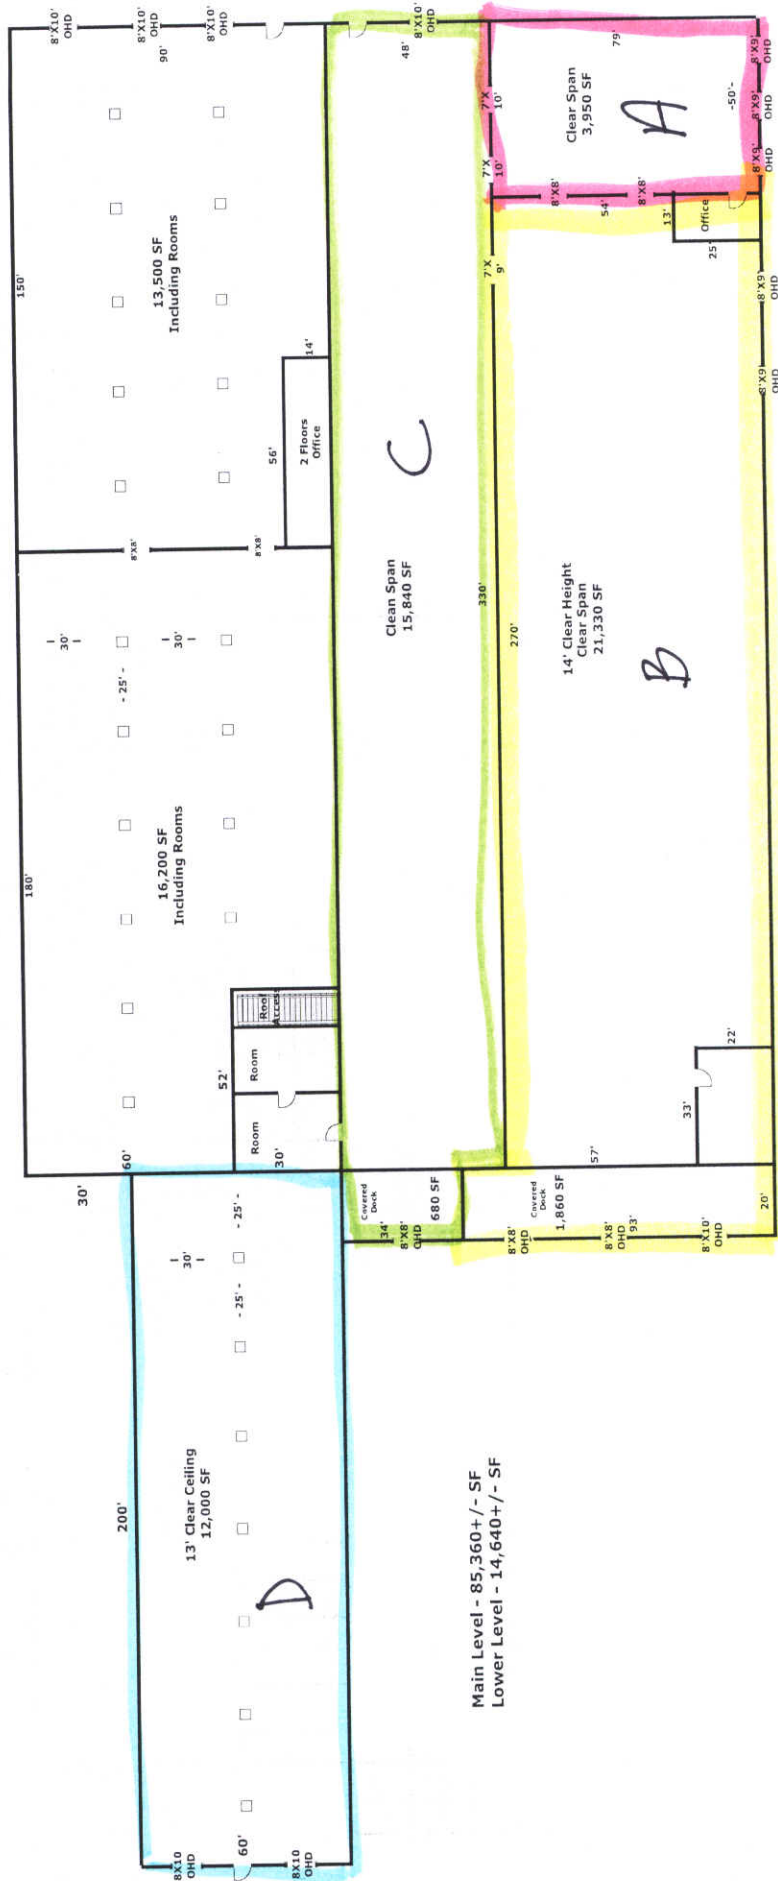 8'X10'
OHD
8'X10'
OHD
8'X10'
OHD
90'
150'
13,500 SF
Including Rooms
14'
56'
2 Floors
Office
8'X8'
8'X8'
30'
30'
- 25' -
180'
16,200 SF
Including Rooms
Roof
Access
52'
Room
Room
30'
60'
30'
8'X10'
OHD
48'
C
Clean Span
15,840 SF
330'
Covered
Dock
680 SF
34'
8'X8'
OHD
7'X
10'
7'X
10'
79'
Clear Span
3,950 SF
A
-50'-
8'X9'
OHD
8'X9'
OHD
8'X9'
OHD
8'X8'
8'X8'
54'
13'
Office
25'
7'X
9'
8'X9'
OHD
8'X9'
OHD
270'
14' Clear Height
Clear Span
21,330 SF
B
22'
33'
57'
Covered
Dock
1,860 SF
20'
8'X8'
OHD
8'X8'
OHD
93'
8'X10'
OHD
- 25' -
30'
- 25' -
200'
13' Clear Ceiling
12,000 SF
D
8X10
OHD
60'
8X10
OHD
Main Level - 85,360+/- SF
Lower Level - 14,640+/- SF